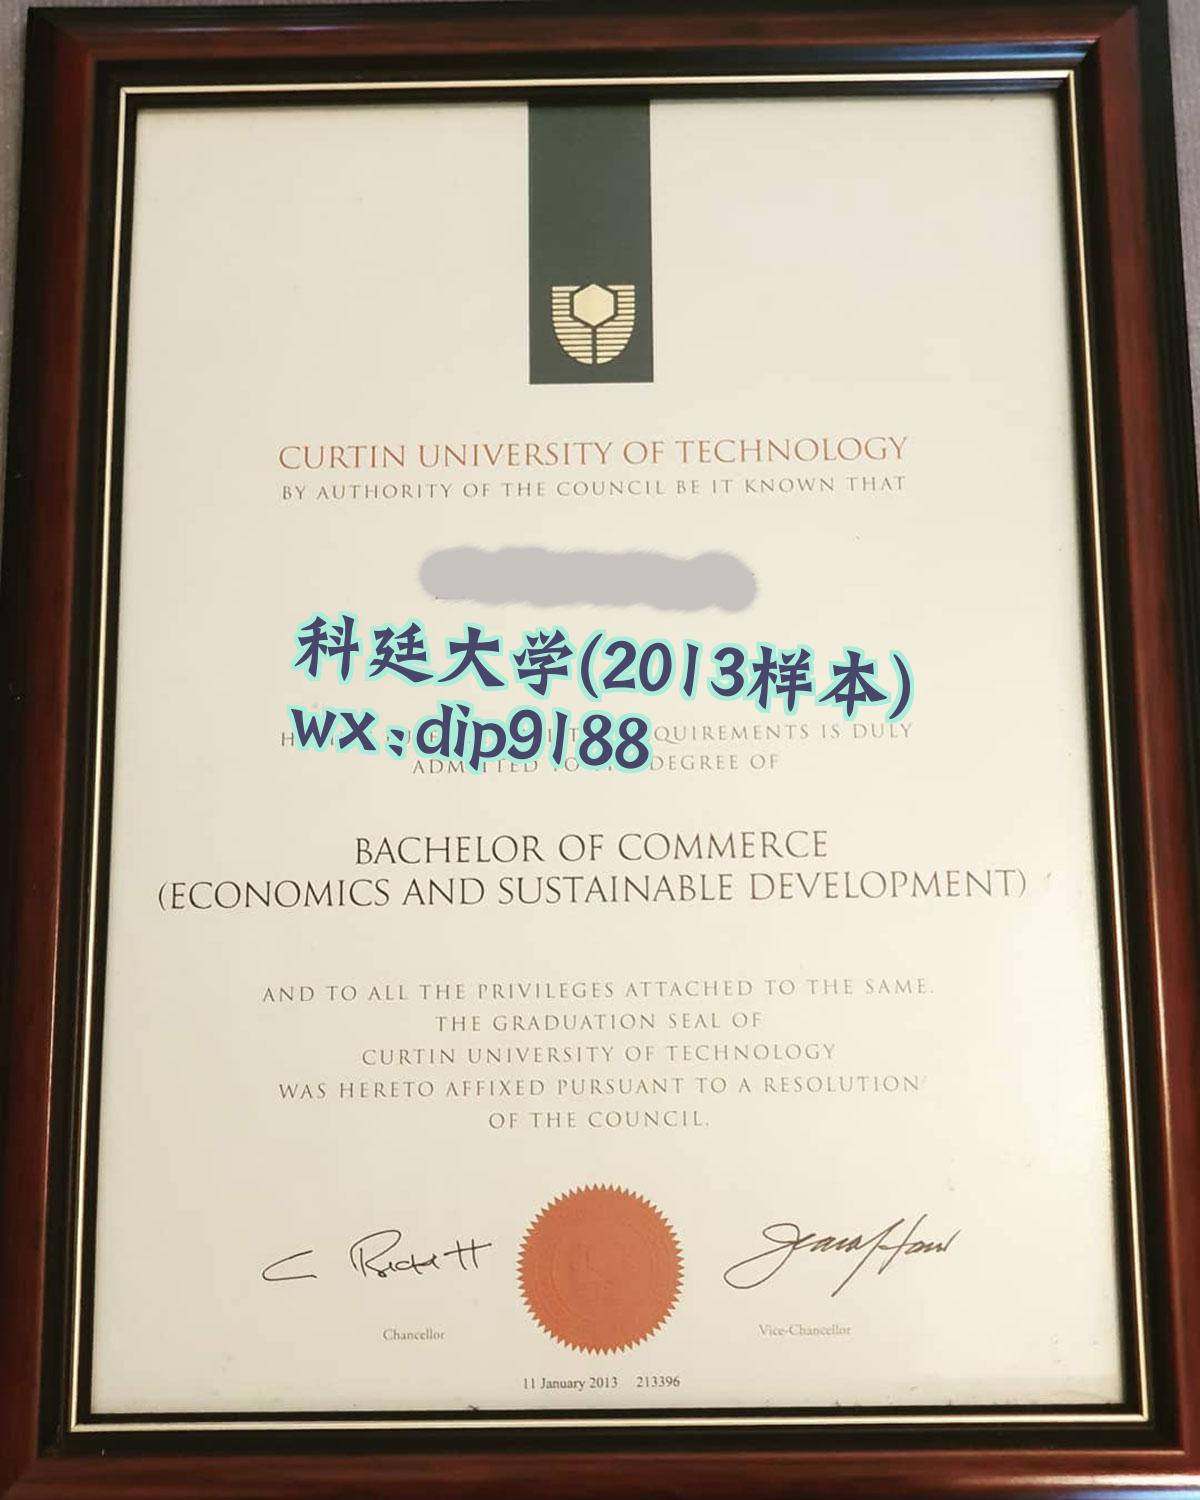 CURTIN UNIVERSITY OF TECHNOLOGY
BY AUTHORITY OF THE COUNCIL BE IT KNOWN THAT
科廷大学(2013样本)
wx:dip9188
QUIREMENTS IS DULY
DEGREE OF
BACHELOR OF COMMERCE
(ECONOMICS AND SUSTAINABLE DEVELOPMENT)
AND TO ALL THE PRIVILEGES ATTACHED TO THE SAME.
THE GRADUATION SEAL OF
CURTIN UNIVERSITY OF TECHNOLOGY
WAS HERETO AFFIXED PURSUANT TO A RESOLUTION
OF THE COUNCIL.
Chancellor
Vice-Chancellor
11 January 2013 213396